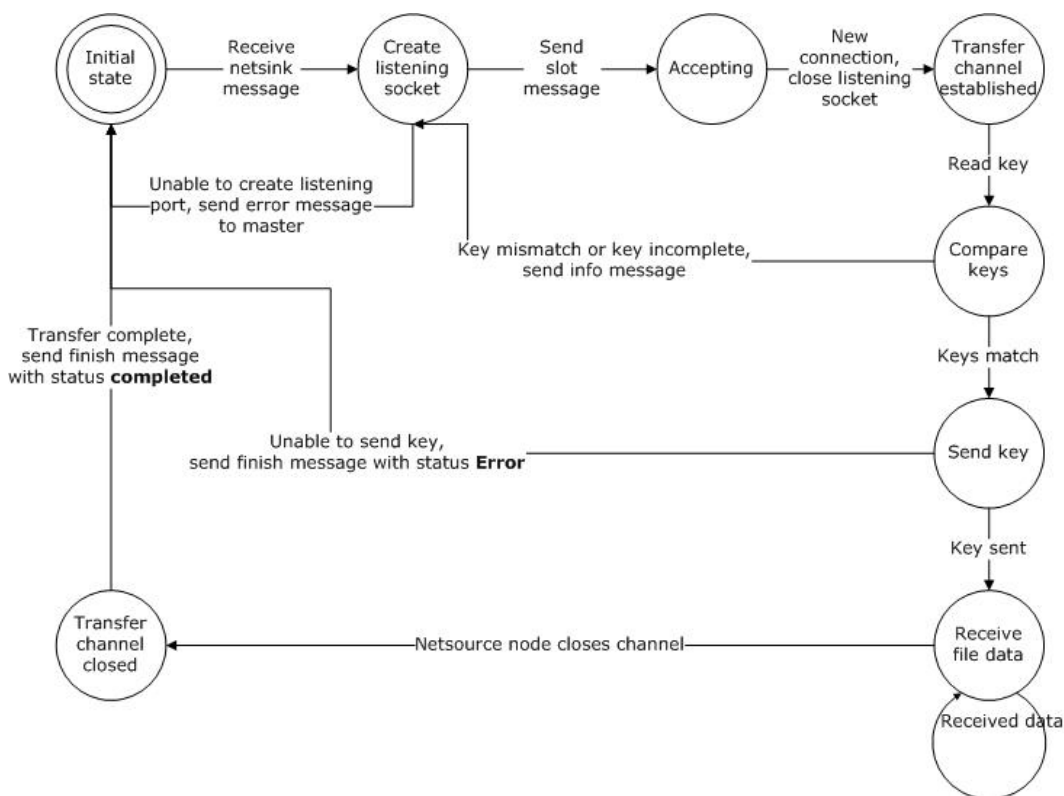 Initial
state
Receive
netsink
message
Create
listening
socket
Send
slot
message
Accepting
New
connection,
close listening
socket
Transfer
channel
established
Read key
Unable to create listening
port, send error message
to master
Key mismatch or key incomplete,
send info message
Compare
keys
Transfer complete,
send finish message
with status completed
Keys match
Unable to send key,
send finish message with status Error
Send key
Key sent
Transfer
channel
closed
Netsource node closes channel
Receive
file data
Received data